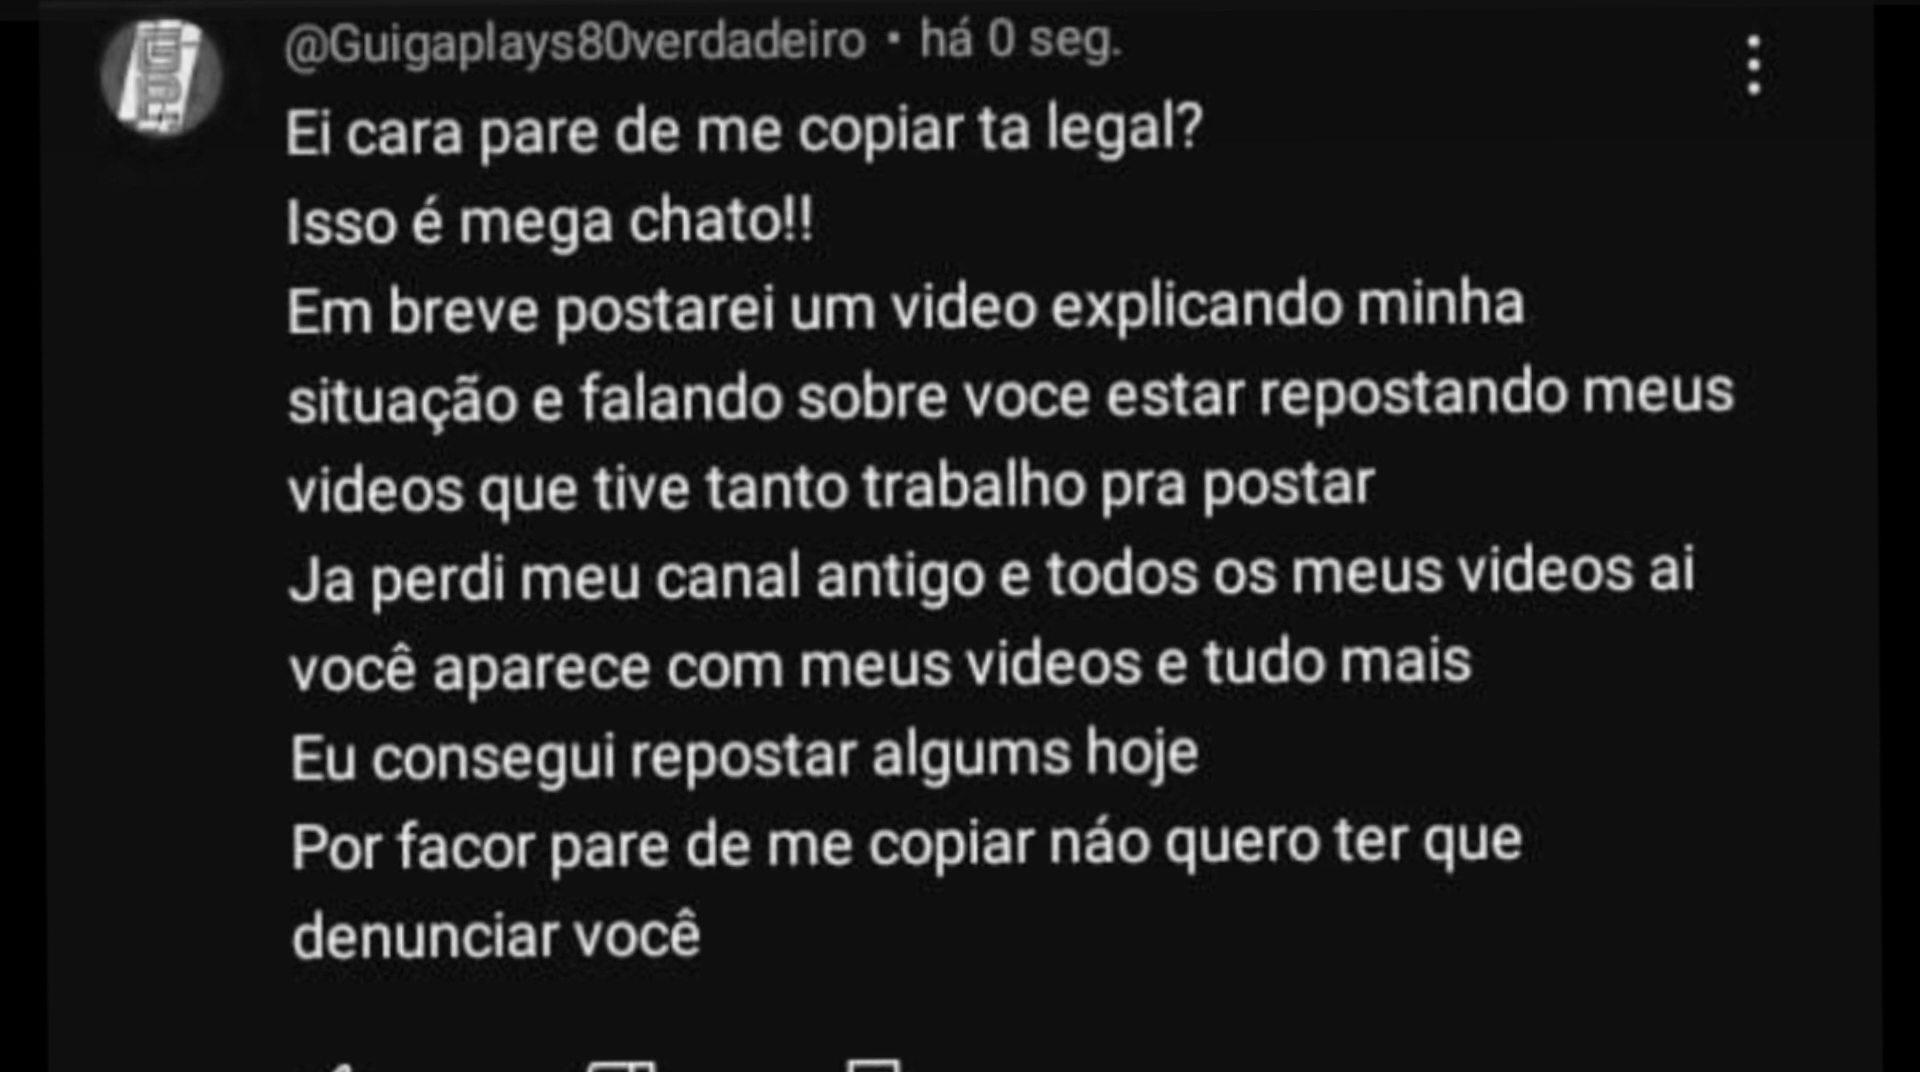 @Guigaplays80verdadeiro • há 0 seg.
Ei cara pare de me copiar ta legal?
Isso é mega chato!!
Em breve postarei um video explicando minha
situação e falando sobre voce estar repostando meus
videos que tive tanto trabalho pra postar
Ja perdi meu canal antigo e todos os meus videos ai
você aparece com meus videos e tudo mais
Eu consegui repostar algums hoje
Por facor pare de me copiar náo quero ter que
denunciar você